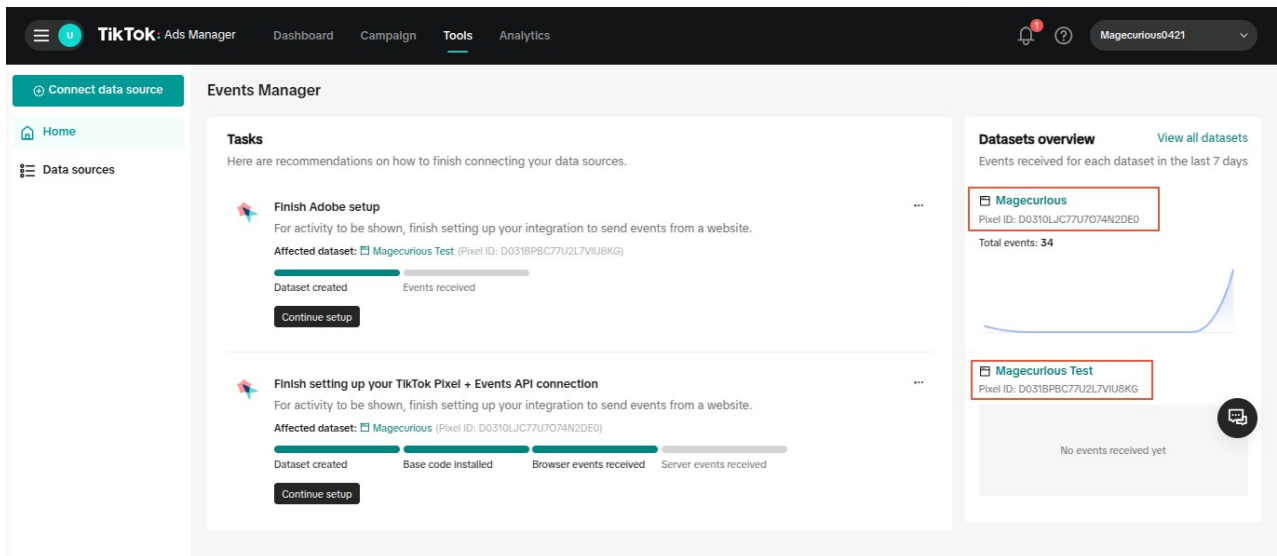 U
TikTok: Ads Manager
Dashboard
Campaign
Tools
Analytics
1
Magecurious0421
Connect data source
Home
Data sources
Events Manager
Tasks
Here are recommendations on how to finish connecting your data sources.
Finish Adobe setup
...
For activity to be shown, finish setting up your integration to send events from a website.
Affected dataset: Magecurious Test (Pixel ID: D031BPBC77U2L7VIU8KG)
Dataset created
Events received
Continue setup
Finish setting up your TikTok Pixel + Events API connection
...
For activity to be shown, finish setting up your integration to send events from a website.
Affected dataset: Magecurious (Pixel ID: D0310LJC77U7O74N2DE0)
Dataset created
Base code installed
Browser events received
Server events received
Continue setup
Datasets overview
View all datasets
Events received for each dataset in the last 7 days
Magecurious
Pixel ID: D0310LJC77U7O74N2DE0
Total events: 34
Magecurious Test
Pixel ID: D031BPBC77U2L7VIU8KG
No events received yet